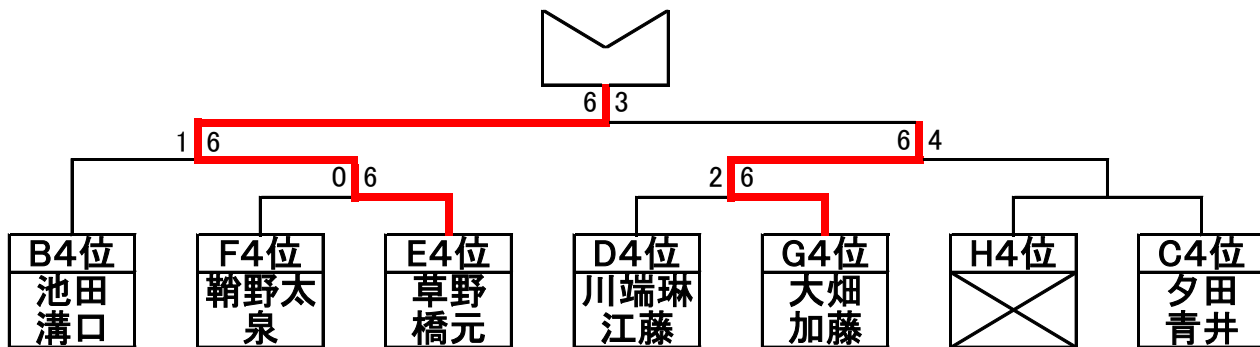 6 3
1 6
6 4
0 6
2 6
B4位
池田
溝口
F4位
鞘野太
泉
E4位
草野
橋元
D4位
川端琳
江藤
G4位
大畑
加藤
H4位
C4位
夕田
青井